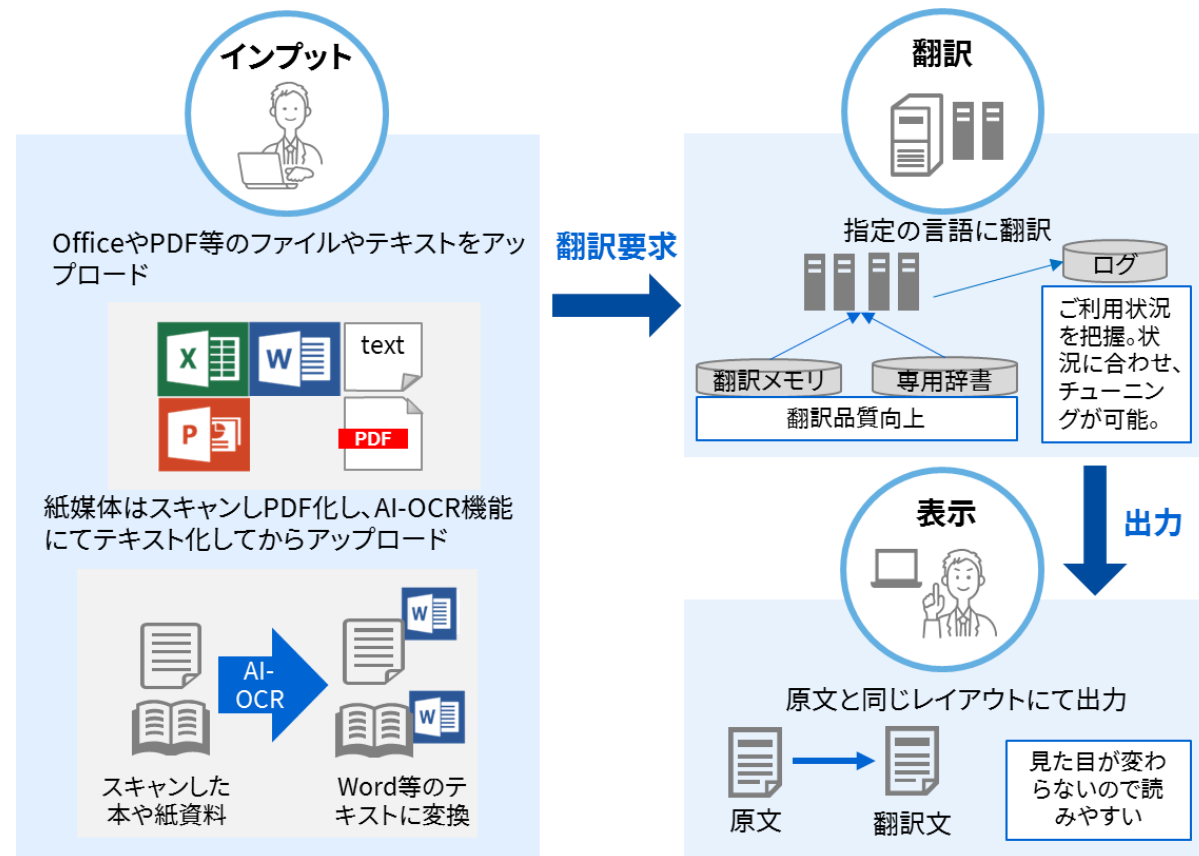 インプット
OfficeやPDF等のファイルやテキストをアッ
プロード
X
W
text
P
PDF
紙媒体はスキャンしPDF化し、AI-OCR機能
にてテキスト化してからアップロード
W
AI-
OCR
W
スキャンした
本や紙資料
Word等のテ
キストに変換
翻訳要求
翻訳
指定の言語に翻訳
ログ
ご利用状況
を把握。状
況に合わせ、
チューニン
グが可能。
翻訳メモリ
専用辞書
翻訳品質向上
出力
表示
原文と同じレイアウトにて出力
原文
翻訳文
見た目が変わ
らないので読
みやすい